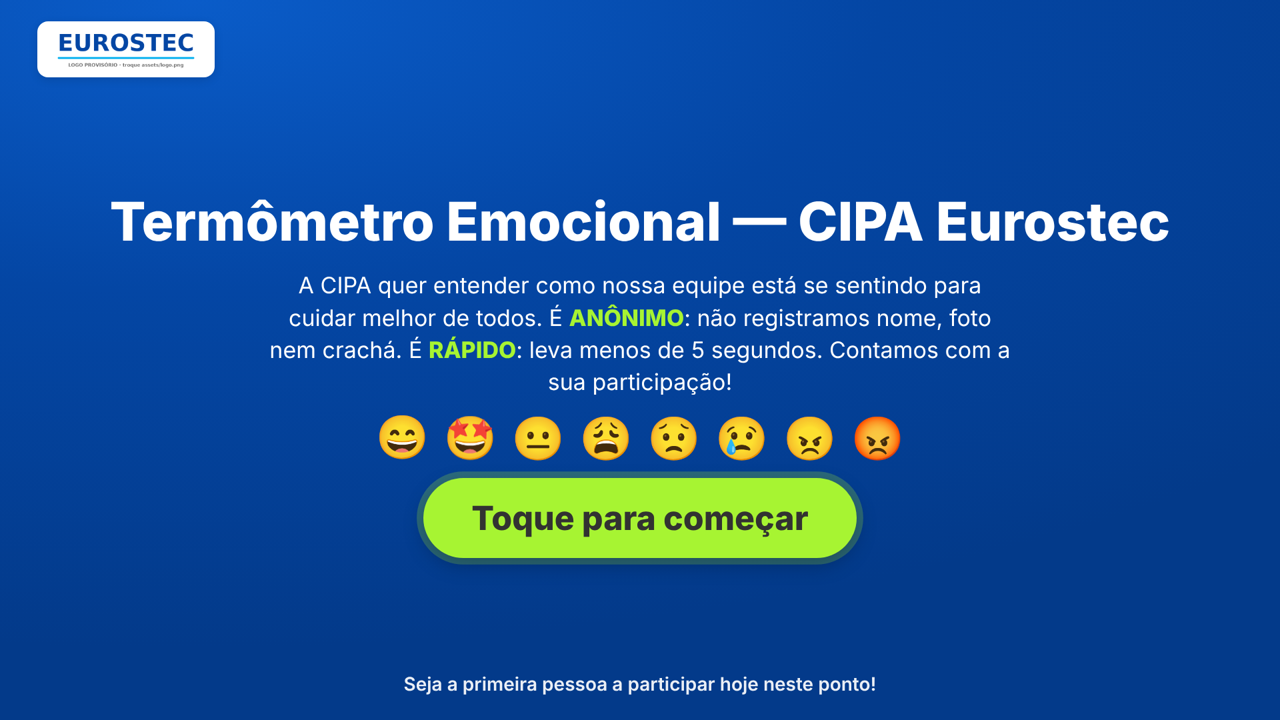 EUROSTEC
LOGO PROVISÓRIO - troque assets/logo.png
Termômetro Emocional — CIPA Eurostec
A CIPA quer entender como nossa equipe está se sentindo para
cuidar melhor de todos. É ANÔNIMO: não registramos nome, foto
nem crachá. É RÁPIDO: leva menos de 5 segundos. Contamos com a
sua participação!
Toque para começar
Seja a primeira pessoa a participar hoje neste ponto!